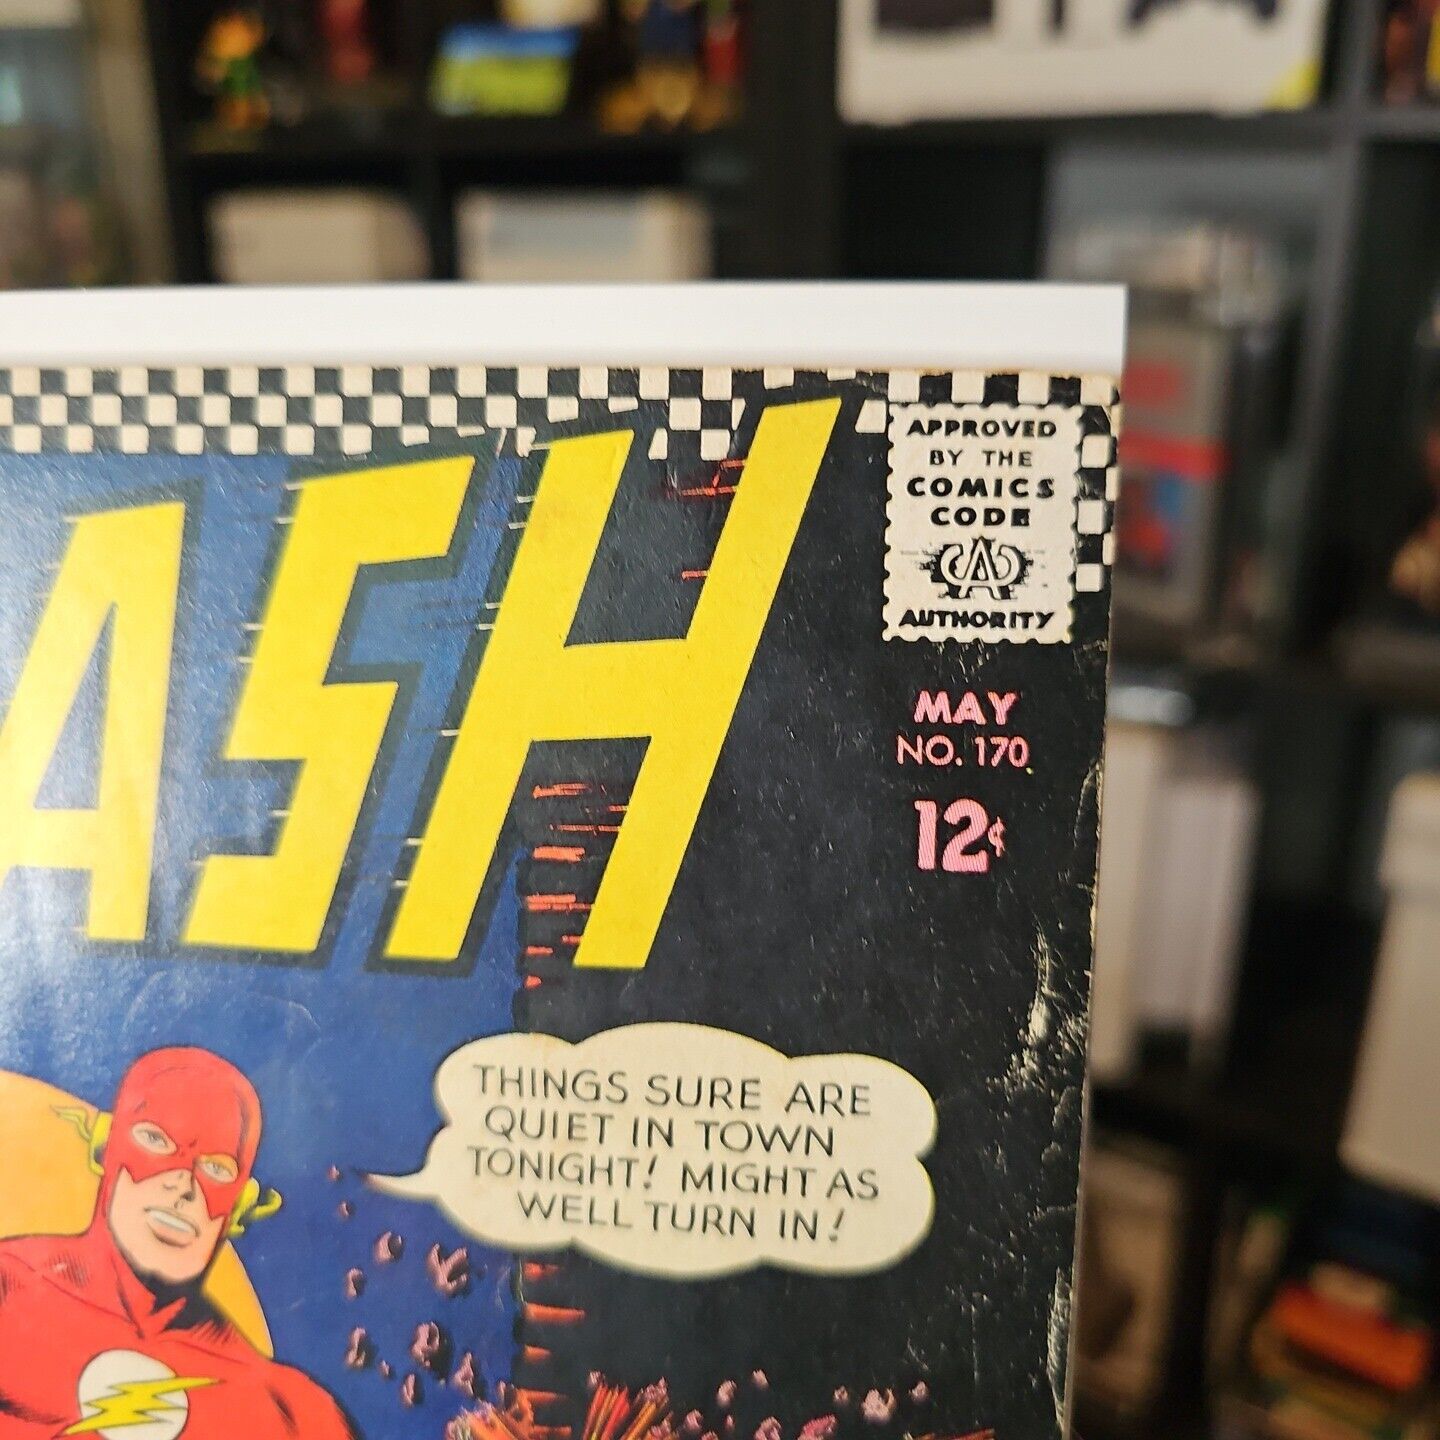 ASH
APPROVED
BY THE
COMICS
CODE
A
AUTHORITY
MAY
NO. 170
12¢
THINGS SURE ARE
QUIET IN TOWN
TONIGHT! MIGHT AS
WELL TURN IN!